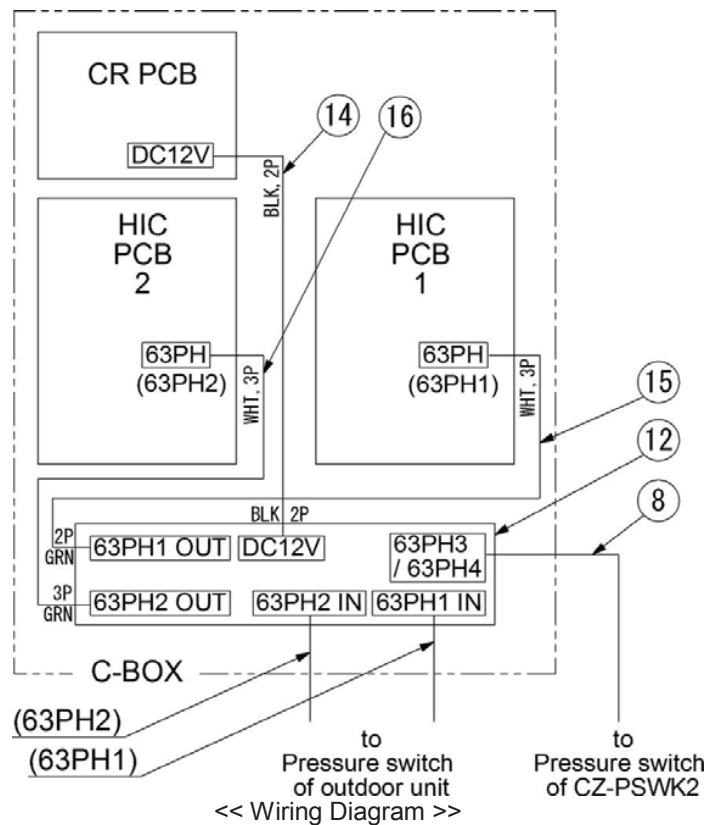 CR PCB
DC12V
14
16
BLK, 2P
HIC
PCB
2
HIC
PCB
1
63PH
(63PH2)
WHT, 3P
63PH
(63PH1)
WHT, 3P
15
12
8
BLK 2P
2P
GRN
63PH1 OUT
DC12V
63PH3
/ 63PH4
3P
GRN
63PH2 OUT
63PH2 IN
63PH1 IN
C-BOX
(63PH2)
(63PH1)
to
Pressure switch
of outdoor unit
to
Pressure switch
of CZ-PSWK2
<< Wiring Diagram >>